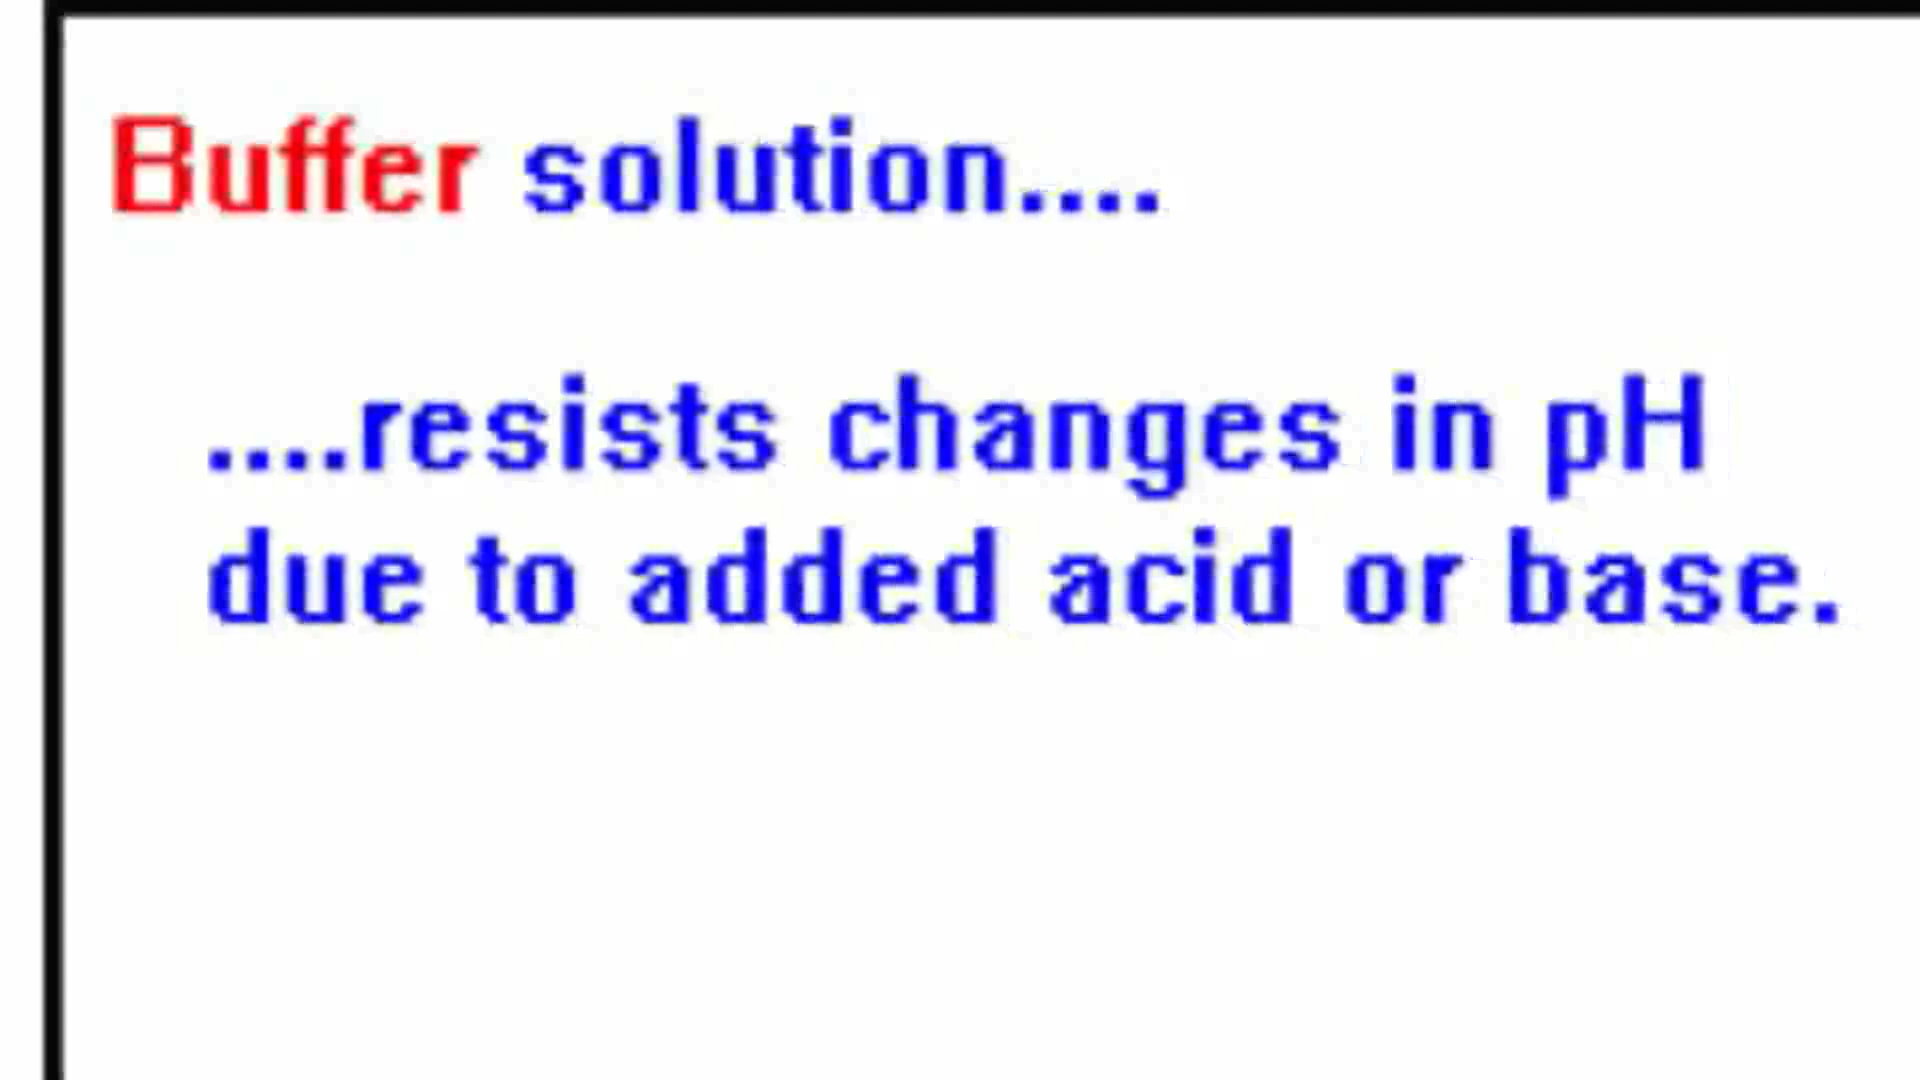 Buffer solution....
....resists changes in pH
due to added acid or base.